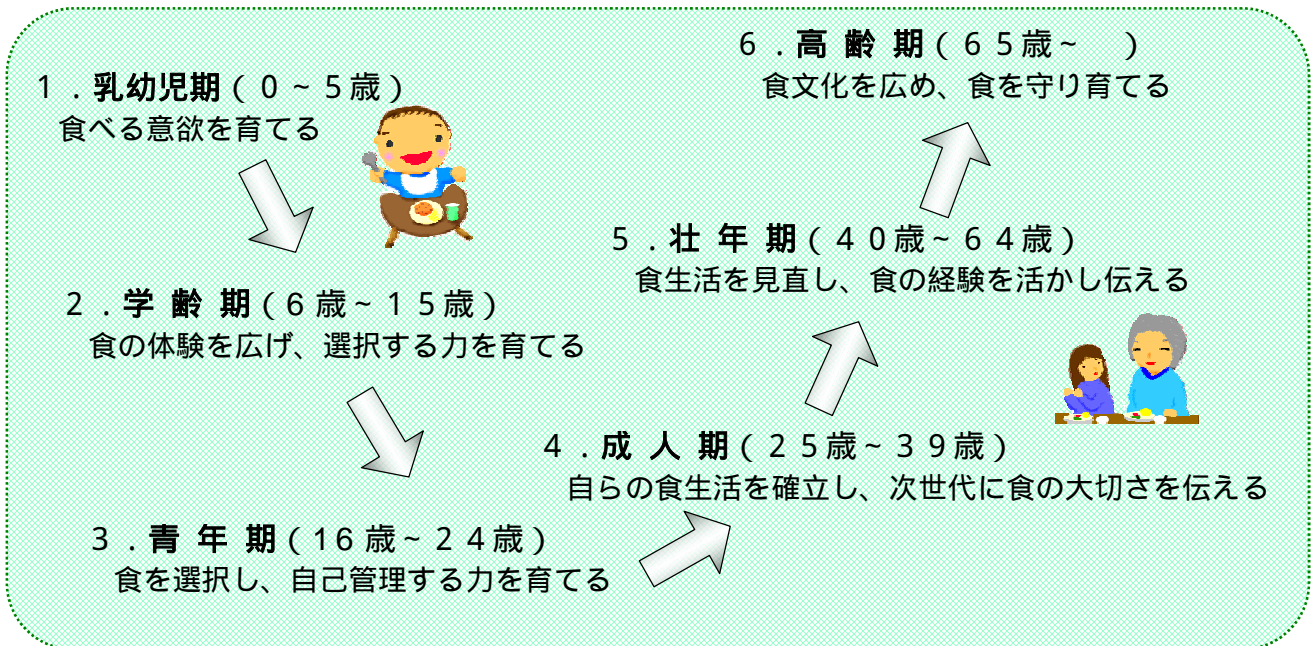 1．乳幼児期（0～5歳）
食べる意欲を育てる
2．学 齢 期（6歳～15歳）
食の体験を広げ、選択する力を育てる
3．青 年 期（16歳～24歳）
食を選択し、自己管理する力を育てる
4．成 人 期（25歳～39歳）
自らの食生活を確立し、次世代に食の大切さを伝える
5．壮 年 期（40歳～64歳）
食生活を見直し、食の経験を活かし伝える
6．高 齢 期（65歳～　）
食文化を広め、食を守り育てる